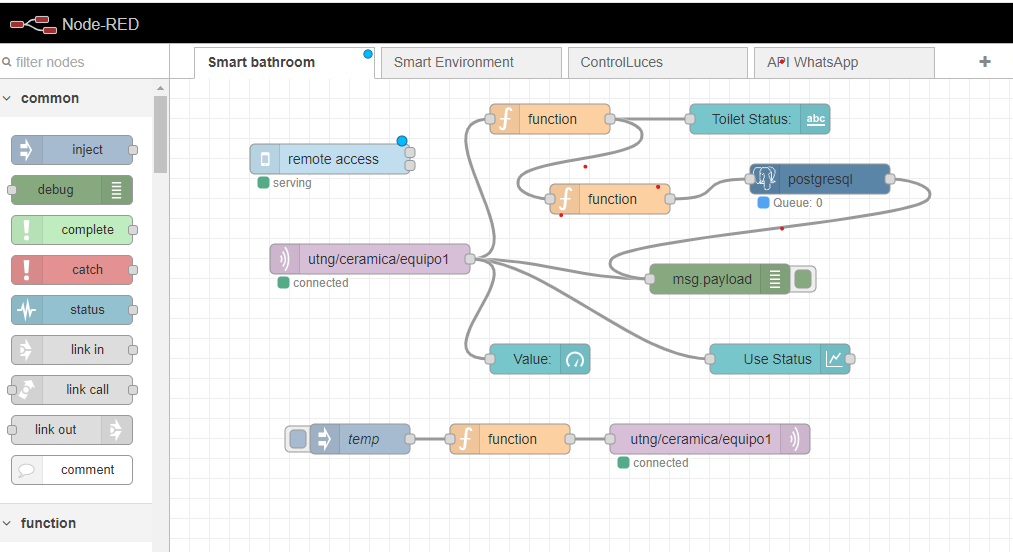 Node-RED
filter nodes
Smart bathroom
Smart Environment
ControlLuces
API WhatsApp
+
common
inject
debug
complete
catch
status
link in
link call
link out
comment
function
function
Toilet Status:
abc
remote access
serving
function
postgresql
Queue: 0
utng/ceramica/equipo1
connected
msg.payload
Value:
Use Status
temp
function
utng/ceramica/equipo1
connected